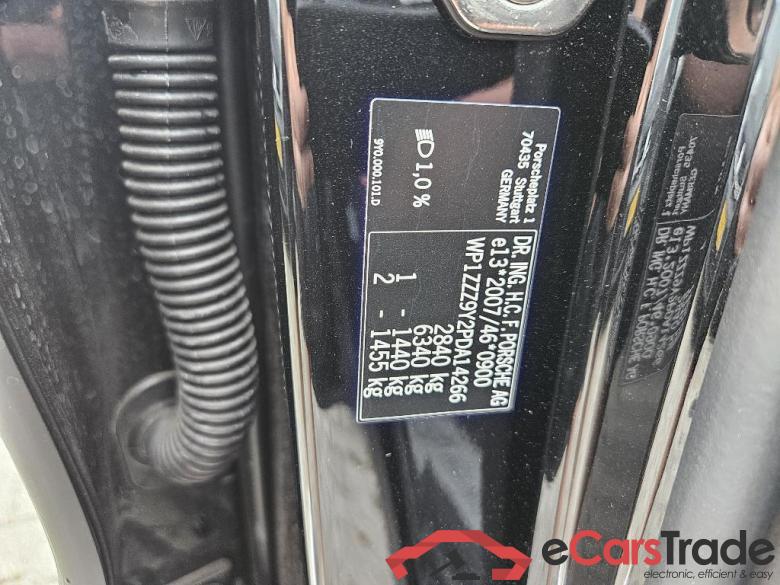 Porscheplatz 1
70435 Stuttgart
GERMANY
1,0%
9Y0.000.101.D
DR. ING. H.C. F. PORSCHE AG
e13*2007/46*0900
WP1ZZZ9Y2PDA14266
2840 kg
6340 kg
1 - 1440 kg
2 - 1455 kg
eCarsTrade
electronic, efficient & easy